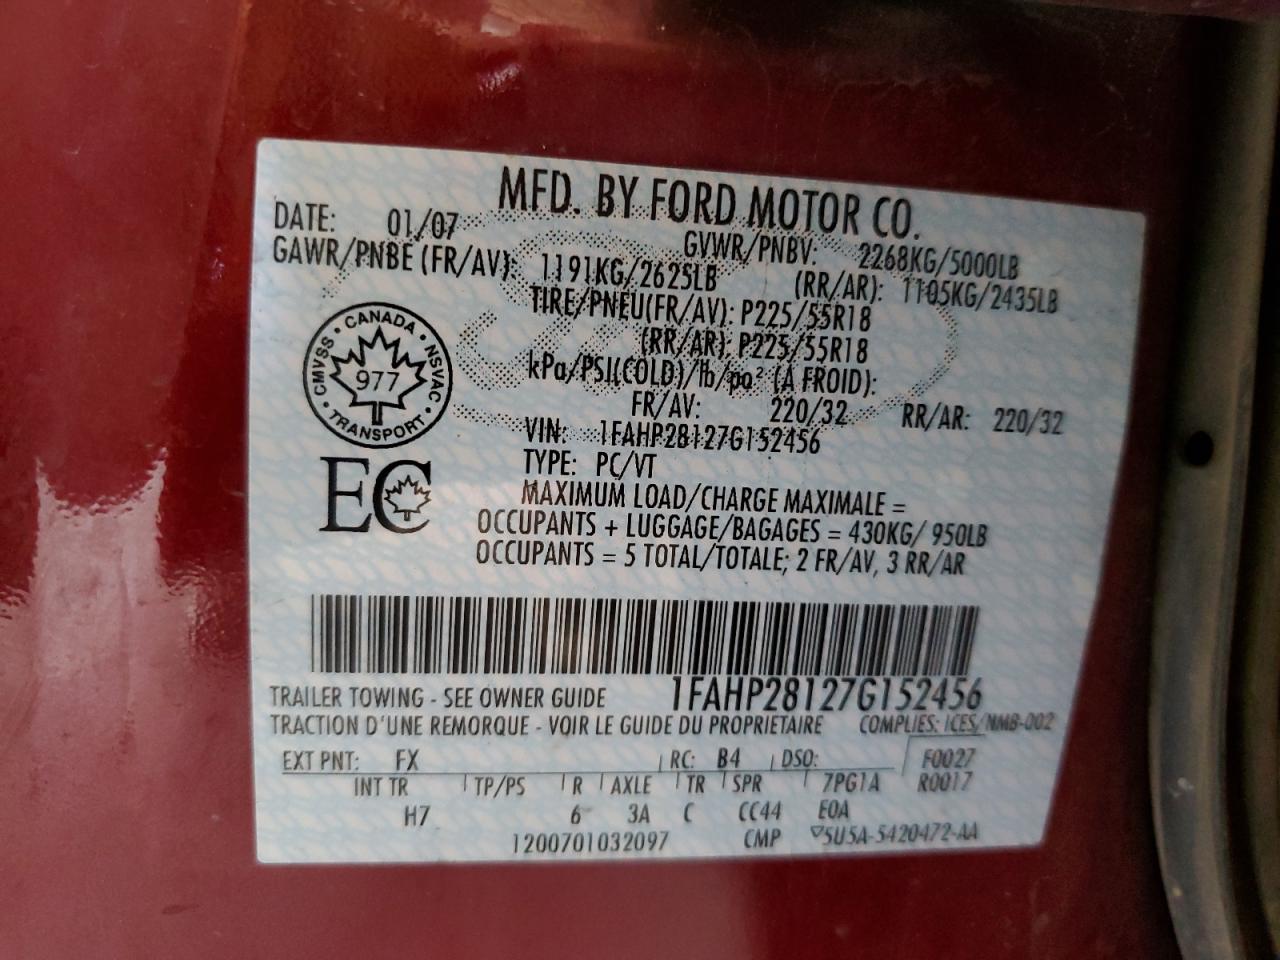 MFD. BY FORD MOTOR CO.
DATE: 01/07 GVWR/PNBV: 2268KG/5000LB
GAWR/PNBE (FR/AV): 1191KG/2625LB (RR/AR): 1105KG/2435LB
TIRE/PNEU(FR/AV): P225/55R18
(RR/AR): P225/55R18
kPa/PSI(COLD)/lb/po² (A FROID):
FR/AV: 220/32 RR/AR: 220/32
VIN: 1FAHP28127G152456
TYPE: PC/VT
MAXIMUM LOAD/CHARGE MAXIMALE =
OCCUPANTS + LUGGAGE/BAGAGES = 430KG/ 950LB
OCCUPANTS = 5 TOTAL/TOTALE; 2 FR/AV, 3 RR/AR
CANADA • NSVAC • TRANSPORT • CMVSS •
977
EC
1FAHP28127G152456
TRAILER TOWING - SEE OWNER GUIDE
TRACTION D'UNE REMORQUE - VOIR LE GUIDE DU PROPRIETAIRE COMPLIES: ICES/NMB-002
EXT PNT: FX RC: B4 DSO: F0027
INT TR TP/PS R AXLE TR SPR 7PG1A R0017
H7 6 3A C CC44 E0A
1200701032097 CMP ▽5U5A-5420472-AA